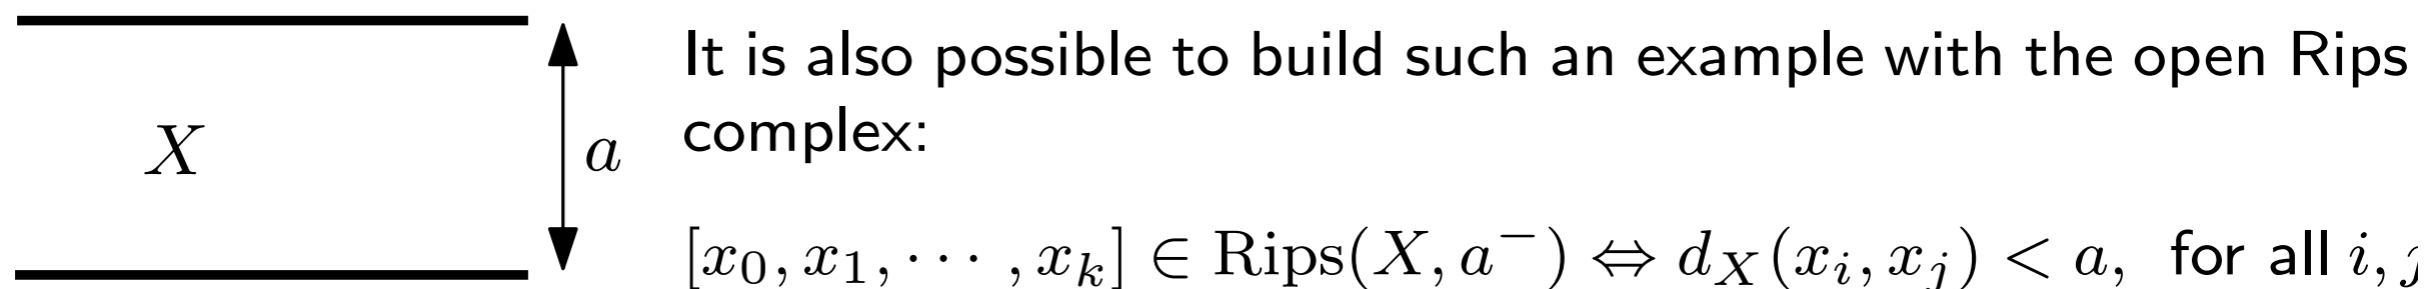 It is also possible to build such an example with the open Rips
complex:
X
a
[x_0, x_1, ⋯ , x_k] ∈ Rips(X, a^−) ⇔ d_X(x_i, x_j) < a, for all i, j